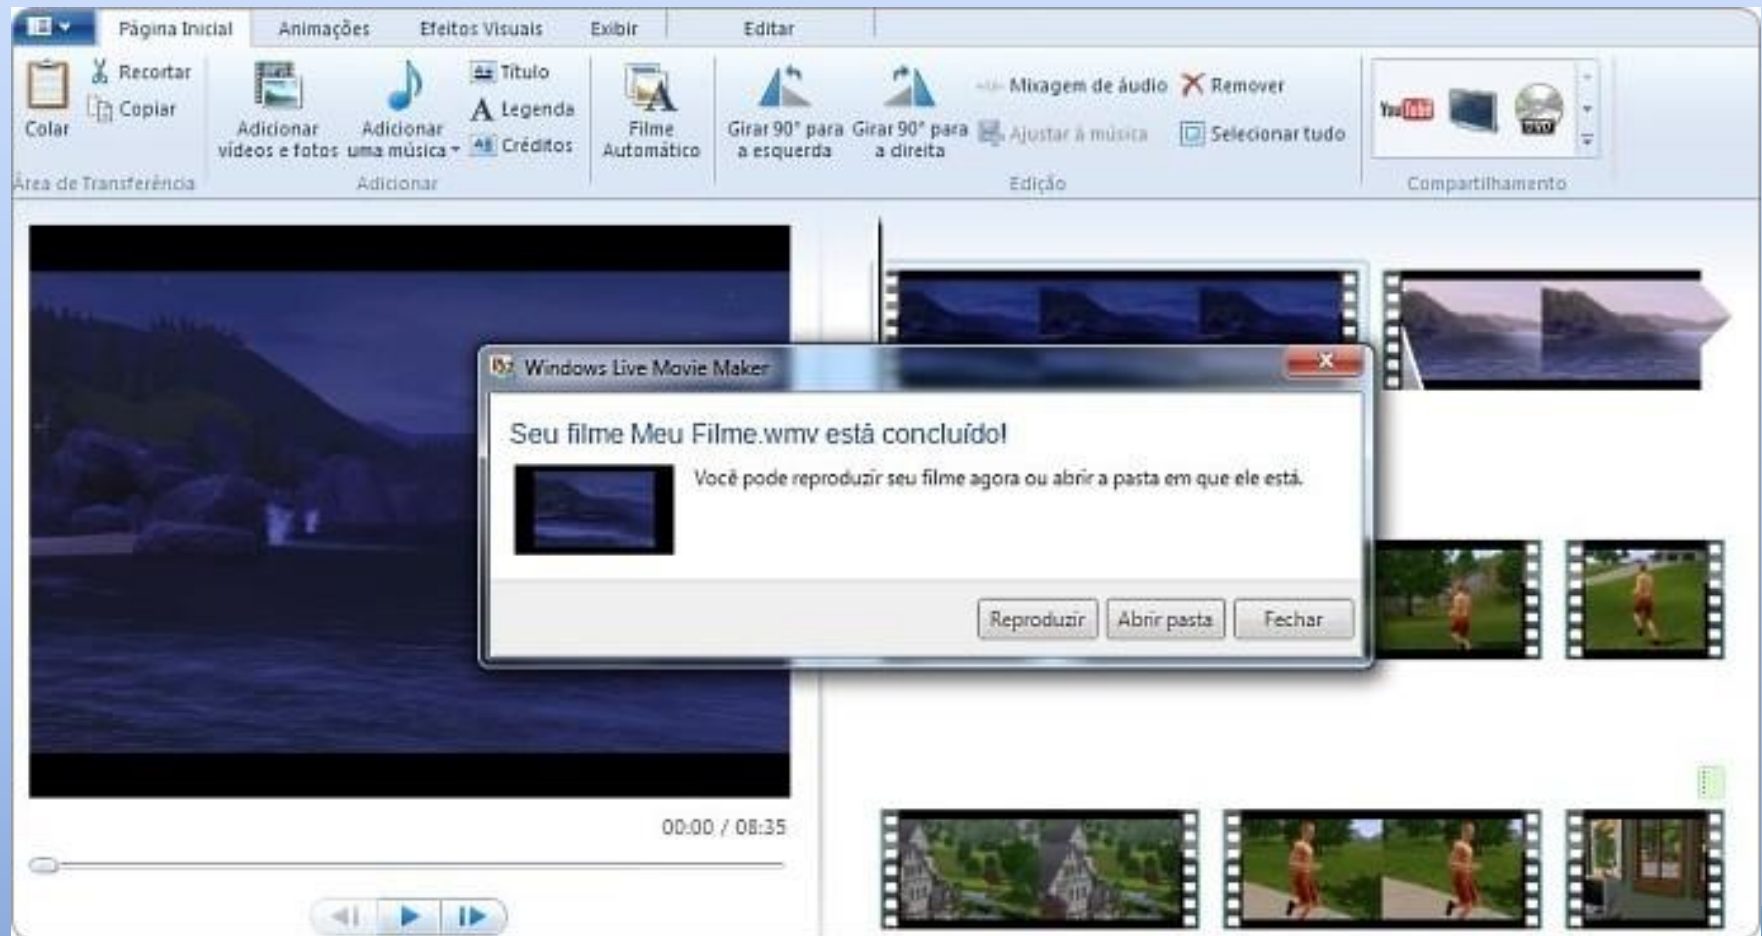 Página Inicial
Animações
Efeitos Visuais
Exibir
Editar
Colar
Recortar
Copiar
Área de Transferência
Adicionar
vídeos e fotos
Adicionar
uma música
Título
Legenda
Créditos
Adicionar
Filme
Automático
Girar 90° para
a esquerda
Girar 90° para
a direita
Mixagem de áudio
Ajustar à música
Remover
Selecionar tudo
Edição
YouTube
DVD
Compartilhamento
Windows Live Movie Maker
Seu filme Meu Filme.wmv está concluído!
Você pode reproduzir seu filme agora ou abrir a pasta em que ele está.
Reproduzir
Abrir pasta
Fechar
00:00 / 08:35